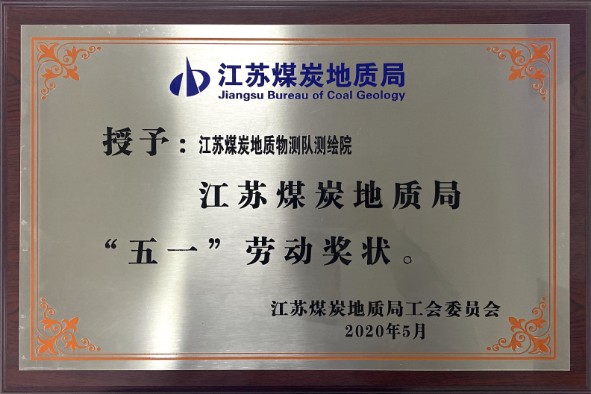 江苏煤炭地质局
Jiangsu Bureau of Coal Geology
授予：江苏煤炭地质物测队测绘院
江苏煤炭地质局
“五一”劳动奖状。
江苏煤炭地质局工会委员会
2020年5月